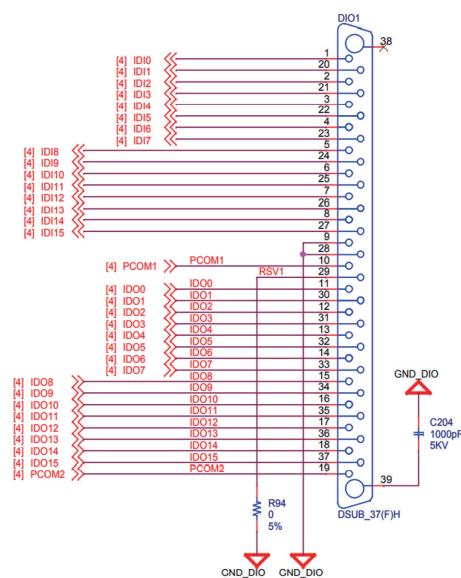 DIO1
38
[4] IDI0 1
[4] IDI1 20
[4] IDI2 2
[4] IDI3 21
[4] IDI4 3
[4] IDI5 22
[4] IDI6 4
[4] IDI7 23
[4] IDI8 5
[4] IDI9 24
[4] IDI10 6
[4] IDI11 25
[4] IDI12 7
[4] IDI13 26
[4] IDI14 8
[4] IDI15 27
9
28
[4] PCOM1 PCOM1 10
RSV1 29
[4] IDO0 IDO0 11
[4] IDO1 IDO1 30
[4] IDO2 IDO2 12
[4] IDO3 IDO3 31
[4] IDO4 IDO4 13
[4] IDO5 IDO5 32
[4] IDO6 IDO6 14
[4] IDO7 IDO7 33
[4] IDO8 IDO8 15
[4] IDO9 IDO9 34
[4] IDO10 IDO10 16
[4] IDO11 IDO11 35
[4] IDO12 IDO12 17
[4] IDO13 IDO13 36
[4] IDO14 IDO14 18
[4] IDO15 IDO15 37
[4] PCOM2 PCOM2 19
39
DSUB_37(F)H
GND_DIO
C204
1000pF
5KV
R94
0
5%
GND_DIO GND_DIO